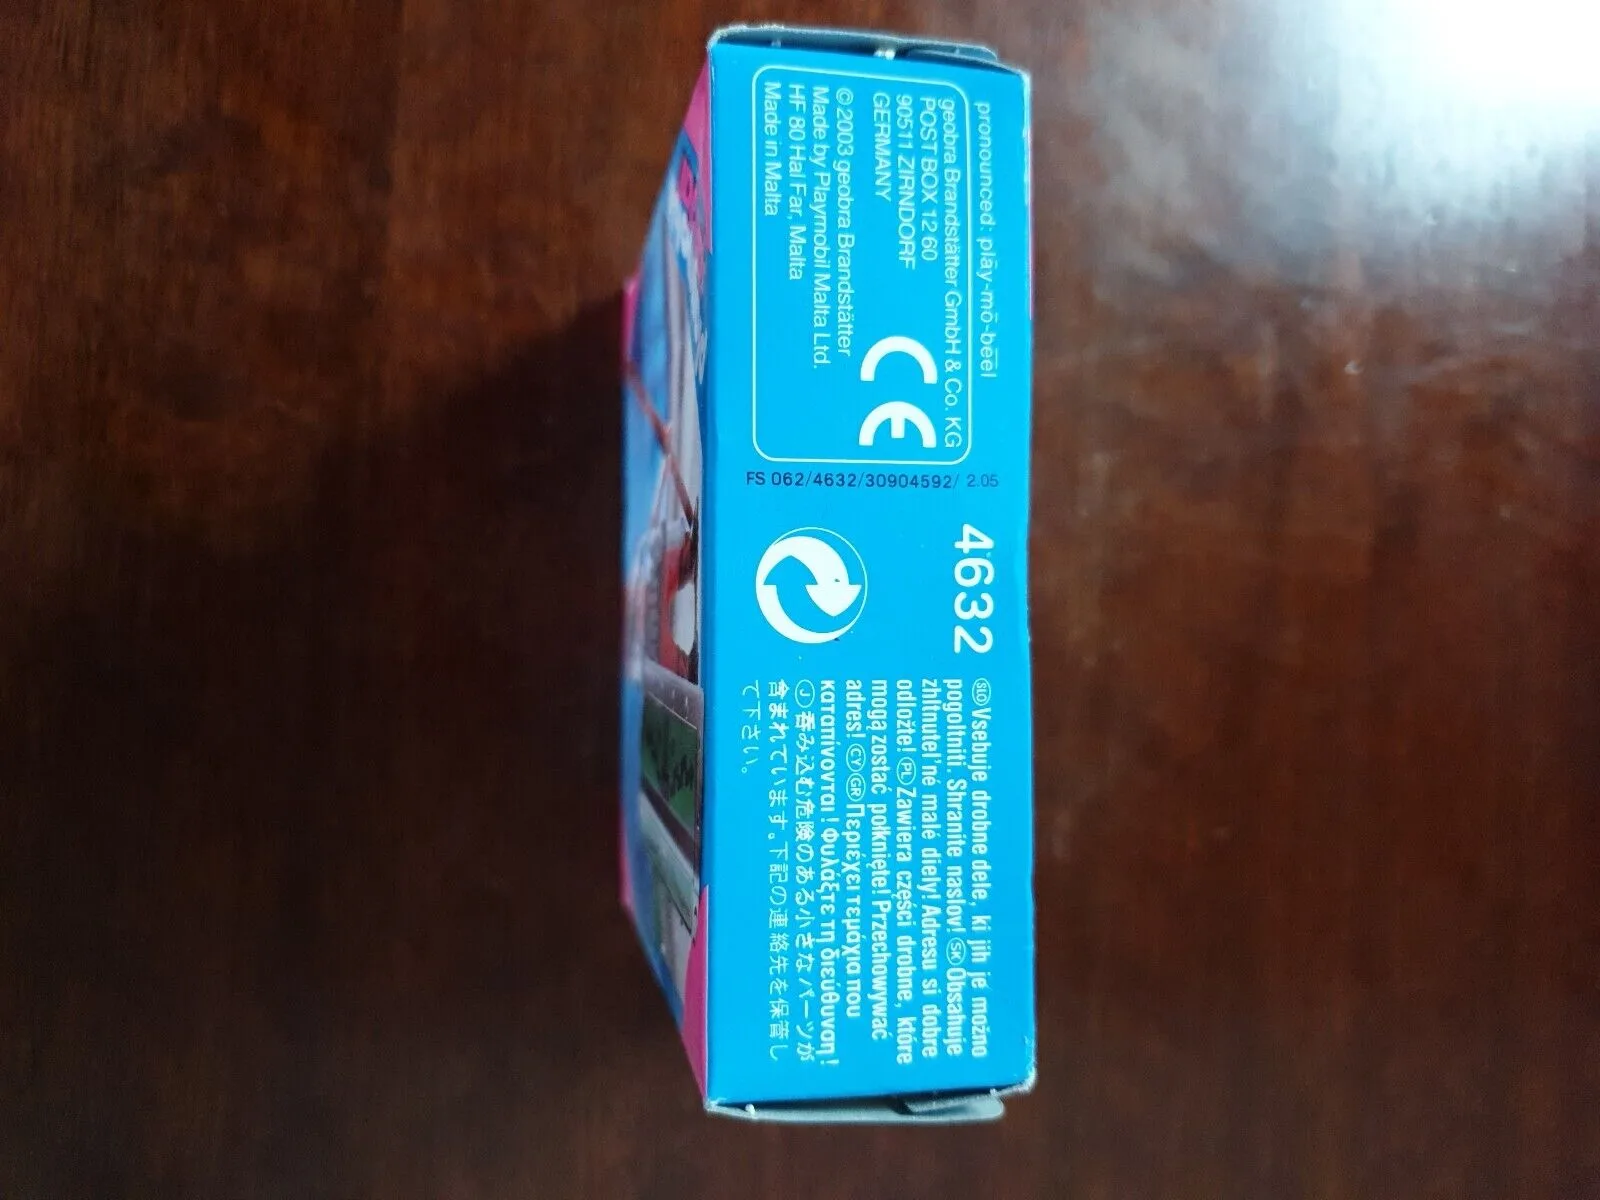 pronounced: plāy-mō-bēēl
geobra Brandstätter GmbH & Co. KG
POST BOX 12 60
90511 ZIRNDORF
GERMANY
CE
© 2003 geobra Brandstätter
Made by Playmobil Malta Ltd.
HF 80 Hal Far, Malta
Made in Malta
FS 062/4632/30904592/ 2.05
4632
SLO Vsebuje drobne dele, ki jih je možno
pogoltniti. Shranite naslov! SK Obsahuje
zhltnuteľné malé diely! Adresu si dobre
odložte! PL Zawiera części drobne, które
mogą zostać połknięte! Przechowywać
adres! CY GR Περιέχει τεμάχια που
καταπίνονται! Φυλάξτε τη διεύθυνση!
J 呑み込む危険のある小さなパーツが
含まれています。下記の連絡先を保管し
て下さい。